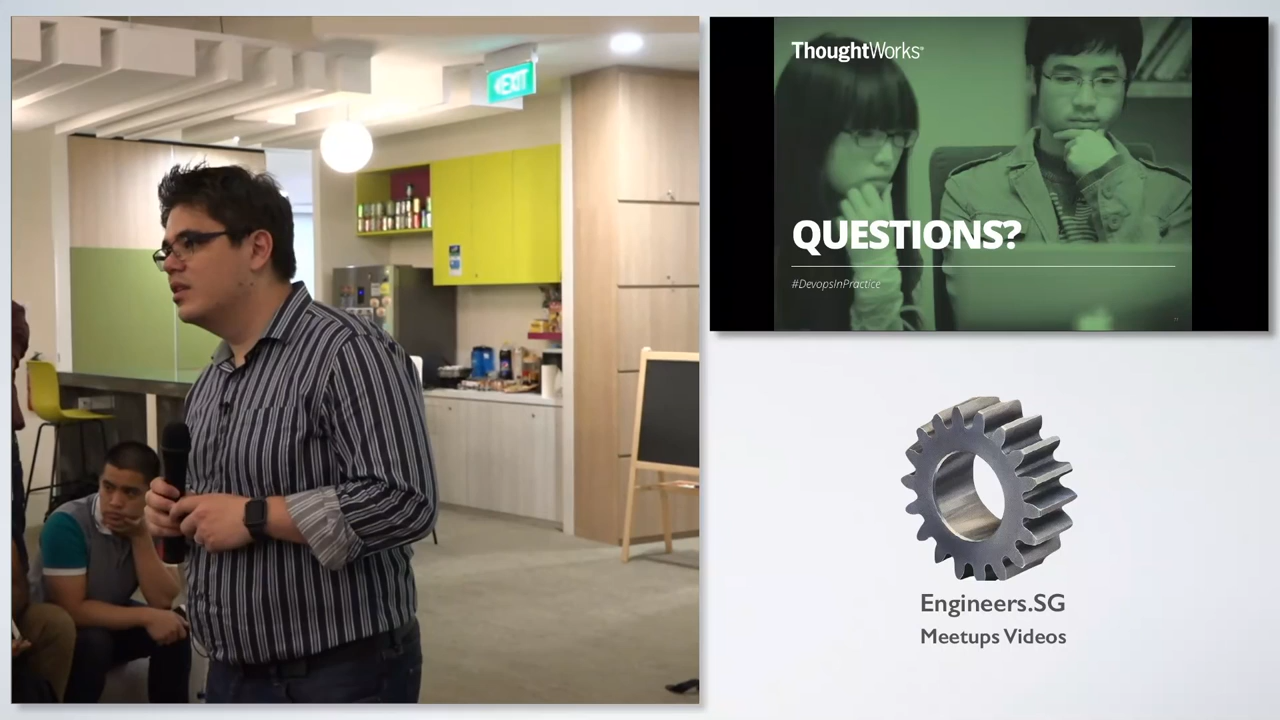 EXIT
ThoughtWorks®
QUESTIONS?
#DevopsInPractice
Engineers.SG
Meetups Videos